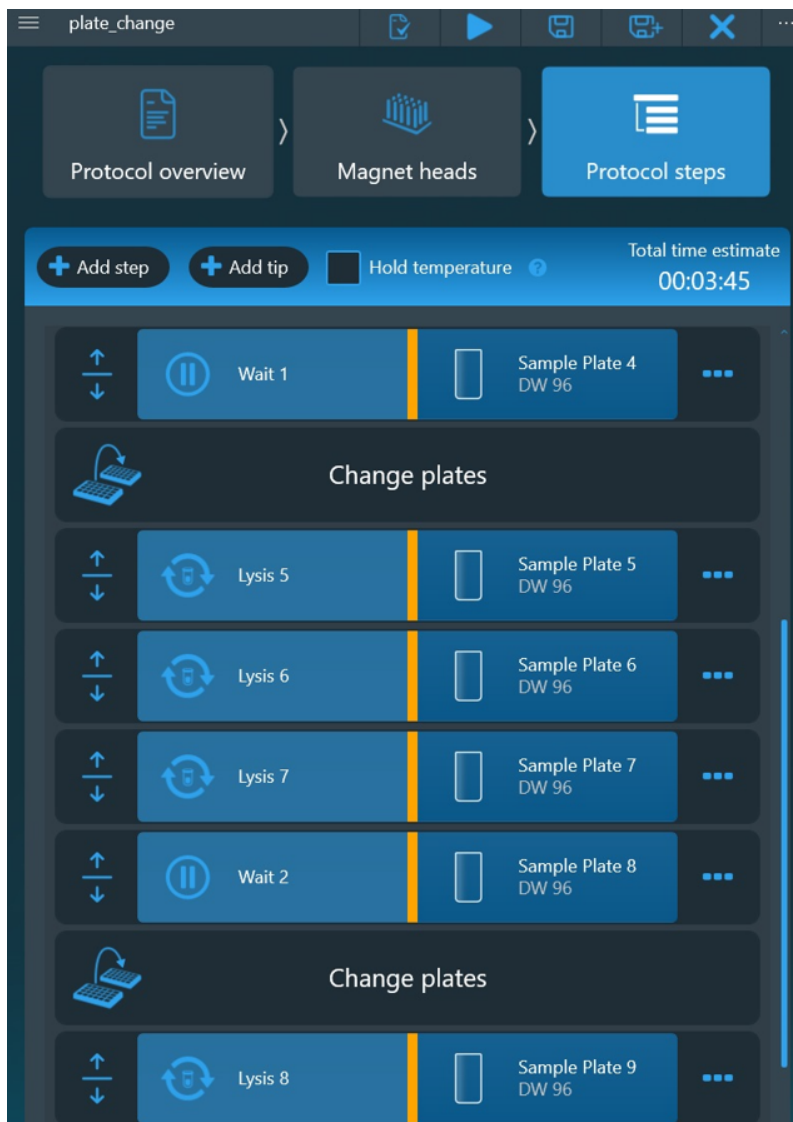 plate_change
Protocol overview
Magnet heads
Protocol steps
Add step
Add tip
Hold temperature
?
Total time estimate
00:03:45
Wait 1
Sample Plate 4
DW 96
Change plates
Lysis 5
Sample Plate 5
DW 96
Lysis 6
Sample Plate 6
DW 96
Lysis 7
Sample Plate 7
DW 96
Wait 2
Sample Plate 8
DW 96
Change plates
Lysis 8
Sample Plate 9
DW 96